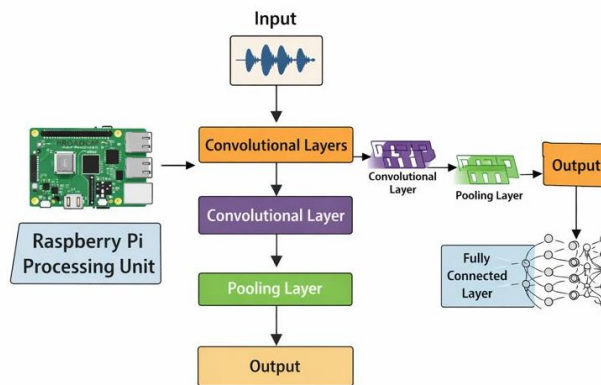 Input
BROADCOM
Convolutional Layers
Convolutional
Layer
Pooling Layer
Output
Raspberry Pi
Processing Unit
Convolutional Layer
Pooling Layer
Fully
Connected
Layer
Output